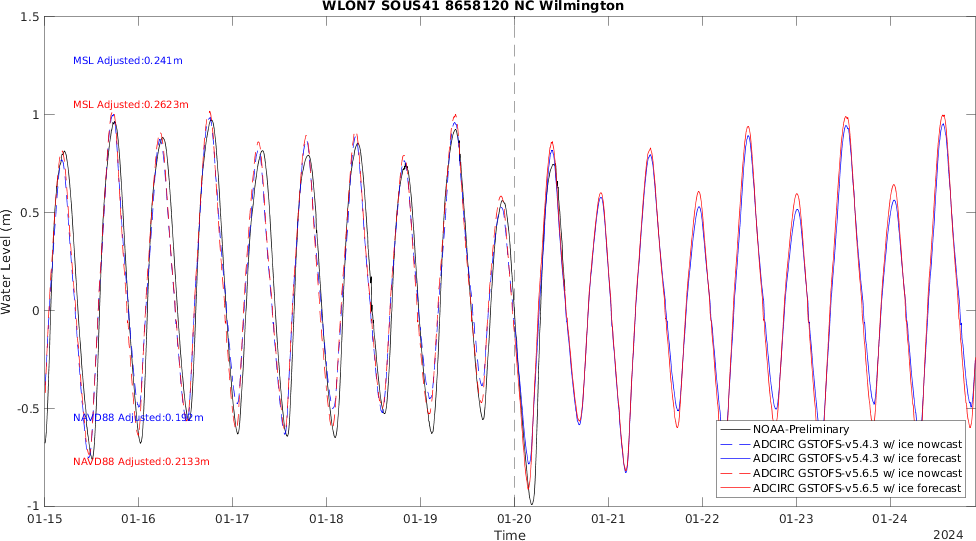 WLON7 SOUS41 8658120 NC Wilmington
1.5
MSL Adjusted:0.241m
MSL Adjusted:0.2623m
1
0.5
Water Level (m)
0
-0.5
NAVD88 Adjusted:0.192m
NAVD88 Adjusted:0.2133m
-1
NOAA-Preliminary
ADCIRC GSTOFS-v5.4.3 w/ ice nowcast
ADCIRC GSTOFS-v5.4.3 w/ ice forecast
ADCIRC GSTOFS-v5.6.5 w/ ice nowcast
ADCIRC GSTOFS-v5.6.5 w/ ice forecast
01-15 01-16 01-17 01-18 01-19 01-20 01-21 01-22 01-23 01-24
Time
2024